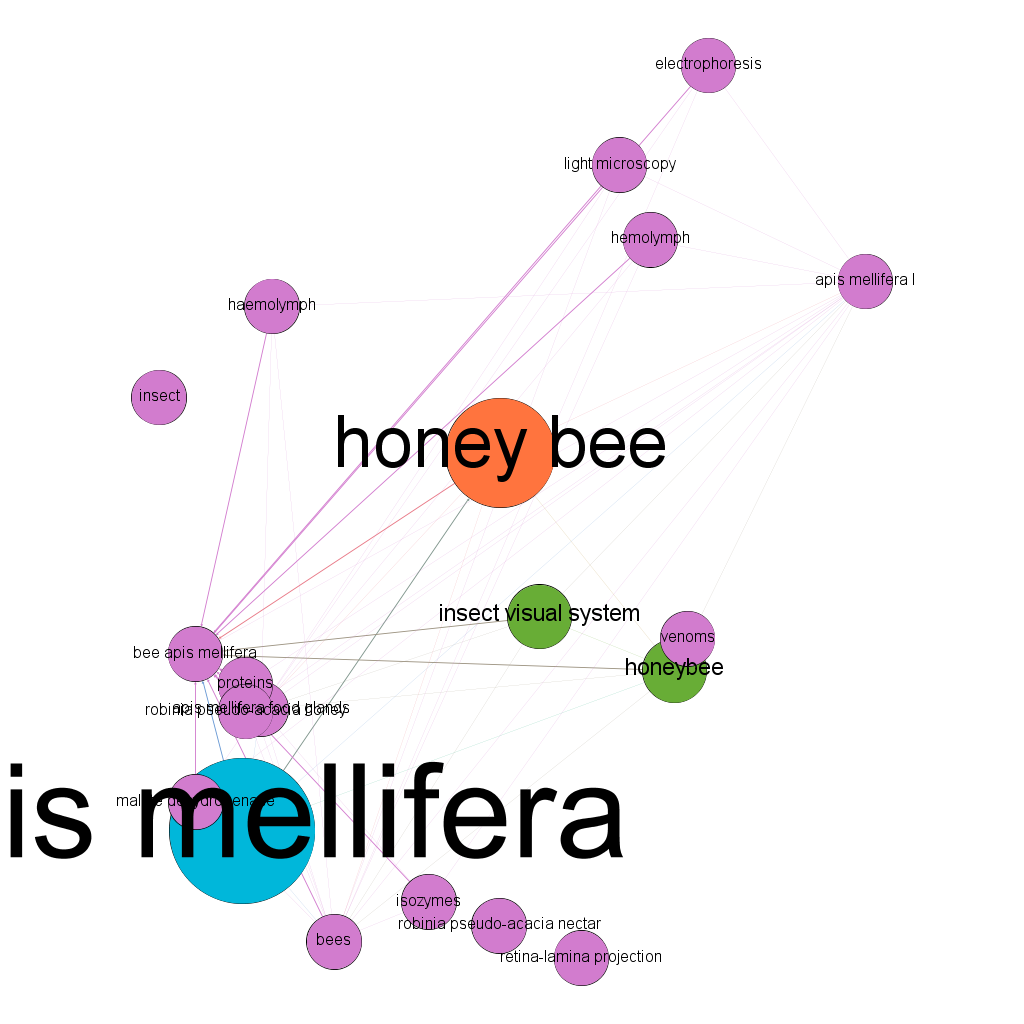 electrophoresis
light microscopy
hemolymph
apis mellifera l
haemolymph
insect
honey bee
insect visual system
venoms
honeybee
bee apis mellifera
proteins
apis mellifera food glands
robinia pseudo-acacia honey
is mellifera
isozymes
robinia pseudo-acacia nectar
bees
retina-lamina projection